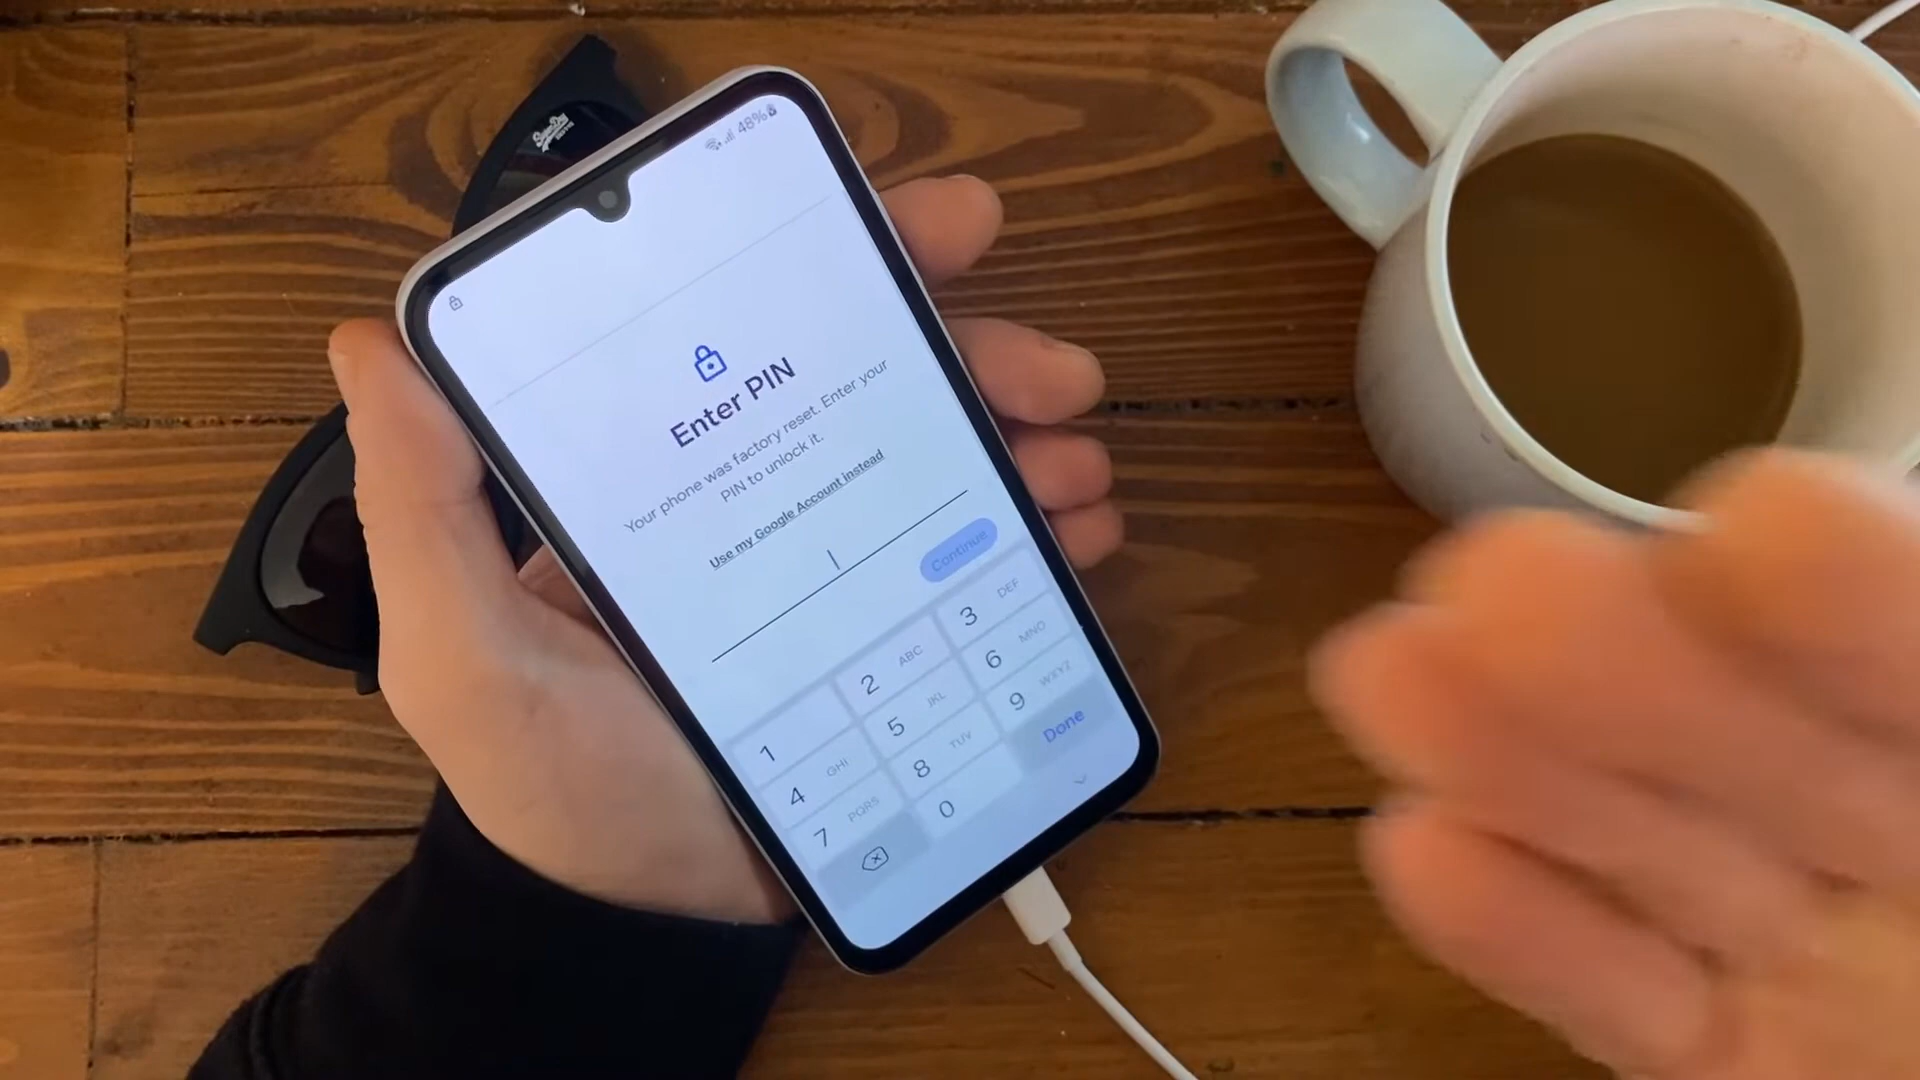 Superdry
48%
Enter PIN
Your phone was factory reset. Enter your
PIN to unlock it.
Use my Google Account instead
Continue
1
2 ABC
3 DEF
4 GHI
5 JKL
6 MNO
7 PQRS
8 TUV
9 WXYZ
0
Done